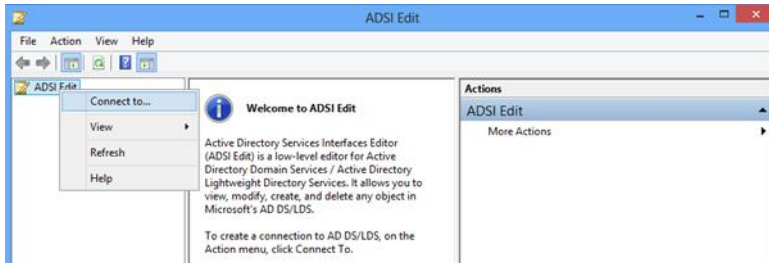 ADSI Edit
File Action View Help
ADSI Edit
Connect to...
View
Refresh
Help
Welcome to ADSI Edit
Active Directory Services Interfaces Editor
(ADSI Edit) is a low-level editor for Active
Directory Domain Services / Active Directory
Lightweight Directory Services. It allows you to
view, modify, create, and delete any object in
Microsoft's AD DS/LDS.
To create a connection to AD DS/LDS, on the
Action menu, click Connect To.
Actions
ADSI Edit
More Actions